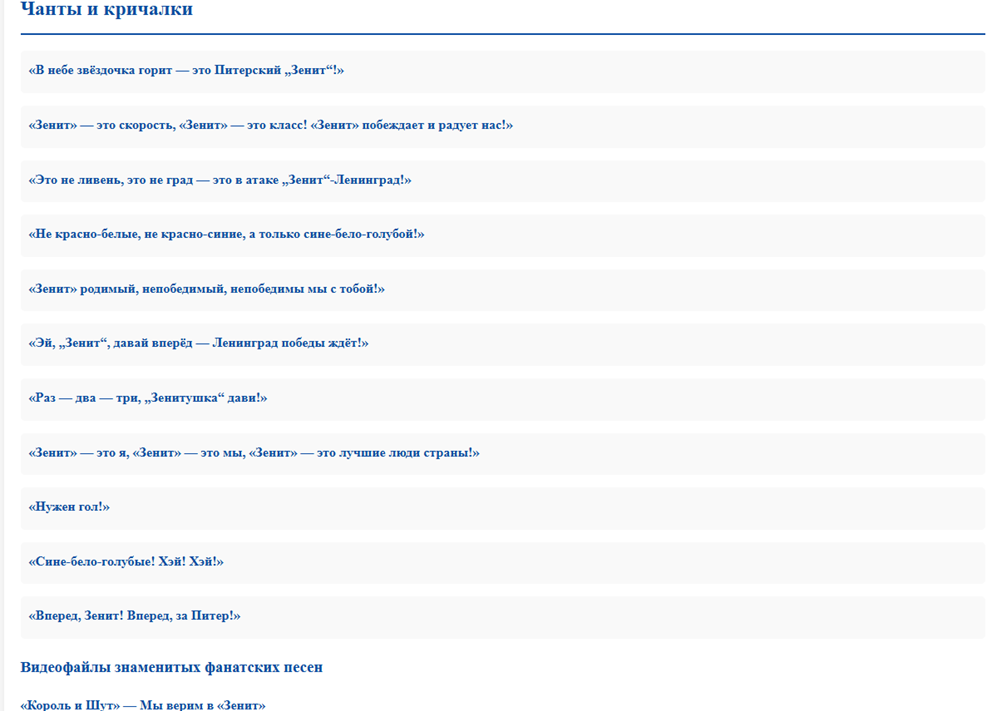 Чанты и кричалки
«В небе звёздочка горит — это Питерский „Зенит“!»
«Зенит» — это скорость, «Зенит» — это класс! «Зенит» побеждает и радует нас!»
«Это не ливень, это не град — это в атаке „Зенит“-Ленинград!»
«Не красно-белые, не красно-синие, а только сине-бело-голубой!»
«Зенит» родимый, непобедимый, непобедимы мы с тобой!»
«Эй, „Зенит“, давай вперёд — Ленинград победы ждёт!»
«Раз — два — три, „Зенитушка“ дави!»
«Зенит» — это я, «Зенит» — это мы, «Зенит» — это лучшие люди страны!»
«Нужен гол!»
«Сине-бело-голубые! Хэй! Хэй!»
«Вперед, Зенит! Вперед, за Питер!»
Видеофайлы знаменитых фанатских песен
«Король и Шут» — Мы верим в «Зенит»